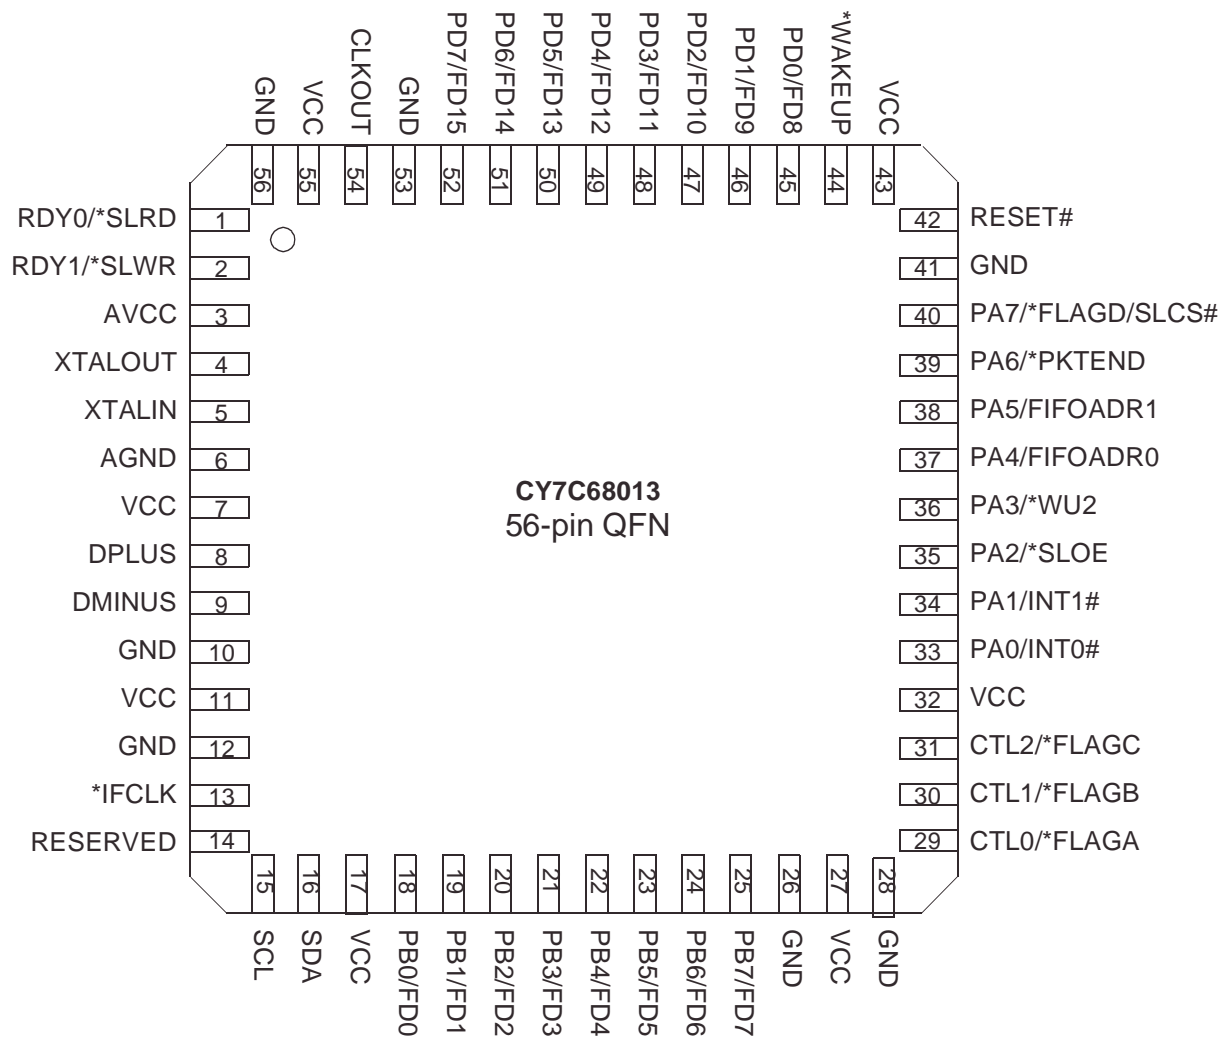 GND
VCC
CLKOUT
GND
PD7/FD15
PD6/FD14
PD5/FD13
PD4/FD12
PD3/FD11
PD2/FD10
PD1/FD9
PD0/FD8
*WAKEUP
VCC
56
55
54
53
52
51
50
49
48
47
46
45
44
43
RDY0/*SLRD 1
RDY1/*SLWR 2
AVCC 3
XTALOUT 4
XTALIN 5
AGND 6
VCC 7
DPLUS 8
DMINUS 9
GND 10
VCC 11
GND 12
*IFCLK 13
RESERVED 14
CY7C68013
56-pin QFN
42 RESET#
41 GND
40 PA7/*FLAGD/SLCS#
39 PA6/*PKTEND
38 PA5/FIFOADR1
37 PA4/FIFOADR0
36 PA3/*WU2
35 PA2/*SLOE
34 PA1/INT1#
33 PA0/INT0#
32 VCC
31 CTL2/*FLAGC
30 CTL1/*FLAGB
29 CTL0/*FLAGA
15
16
17
18
19
20
21
22
23
24
25
26
27
28
SCL
SDA
VCC
PB0/FD0
PB1/FD1
PB2/FD2
PB3/FD3
PB4/FD4
PB5/FD5
PB6/FD6
PB7/FD7
GND
VCC
GND